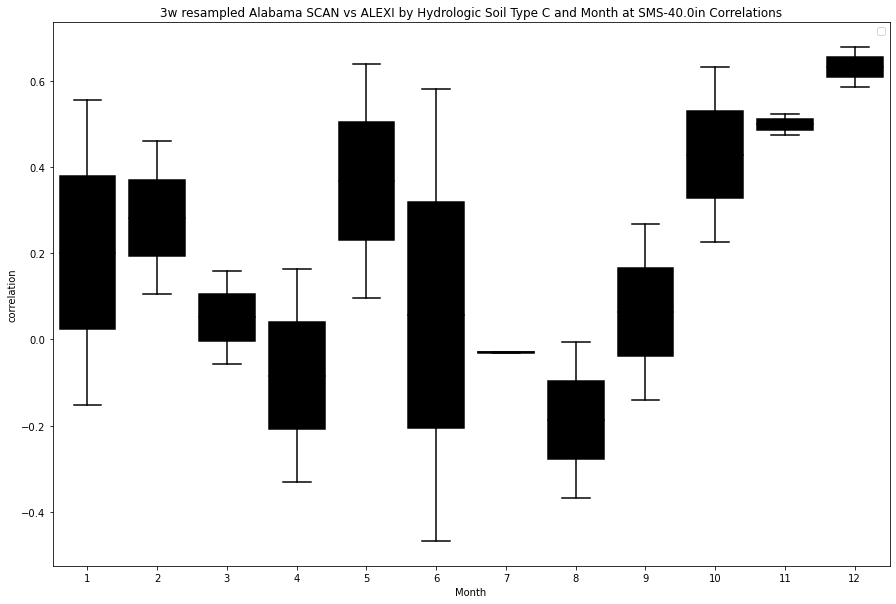 3w resampled Alabama SCAN vs ALEXI by Hydrologic Soil Type C and Month at SMS-40.0in Correlations
0.6
0.4
0.2
0.0
−0.2
−0.4
correlation
1 2 3 4 5 6 7 8 9 10 11 12
Month